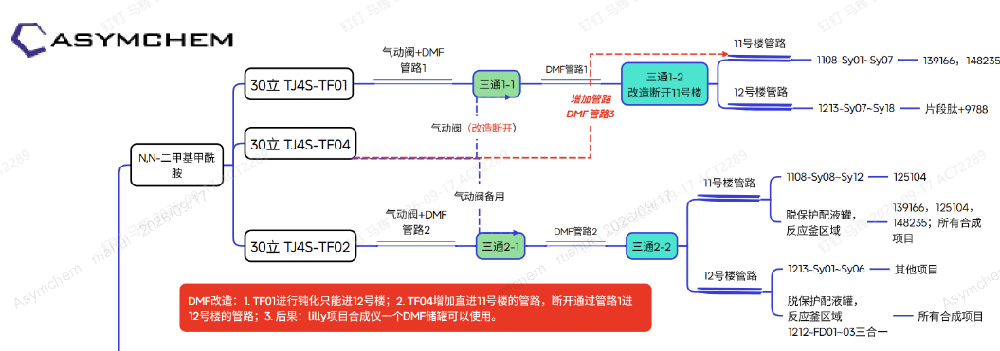 ASYMCHEM
N,N-二甲基甲酰
胺
30立 TJ4S-TF01
30立 TJ4S-TF04
30立 TJ4S-TF02
气动阀+DMF
管路1
三通1-1
DMF管路1
三通1-2
改造断开11号楼
11号楼管路
1108-Sy01~Sy07
139166，148235
12号楼管路
1213-Sy07~Sy18
片段肽+9788
增加管路
DMF管路3
气动阀（改造断开）
气动阀备用
气动阀+DMF
管路2
三通2-1
DMF管路2
三通2-2
11号楼管路
1108-Sy08~Sy12
125104
脱保护配液罐，
反应釜区域
139166，125104，
148235；所有合成
项目
12号楼管路
1213-Sy01~Sy06
其他项目
脱保护配液罐，
反应釜区域
1212-FD01~03三合一
所有合成项目
DMF改造：1. TF01进行钝化只能进12号楼；2. TF04增加直进11号楼的管路，断开通过管路1进
12号楼的管路；3. 后果：lilly项目合成仪一个DMF储罐可以使用。